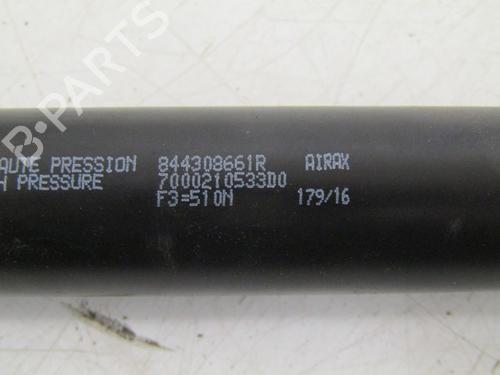 B-PARTS
AUTE PRESSION 844308661R AIRAX
H PRESSURE 7000210533D0
F3=510N 179/16